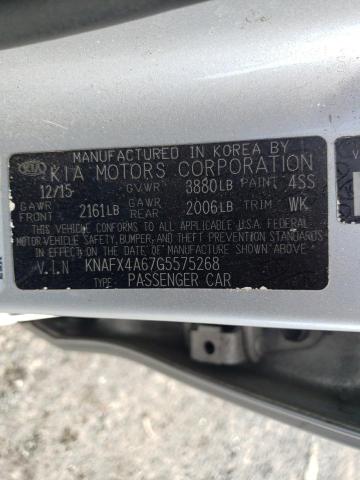 MANUFACTURED IN KOREA BY
KIA KIA MOTORS CORPORATION
12/15 GVWR 3880LB PAINT 4SS
GAWR FRONT 2161LB GAWR REAR 2006LB TRIM WK
THIS VEHICLE CONFORMS TO ALL APPLICABLE U.S.A. FEDERAL
MOTOR VEHICLE SAFETY, BUMPER, AND THEFT PREVENTION STANDARDS
IN EFFECT ON THE DATE OF MANUFACTURE SHOWN ABOVE.
V.I.N KNAFX4A67G5575268
TYPE: PASSENGER CAR